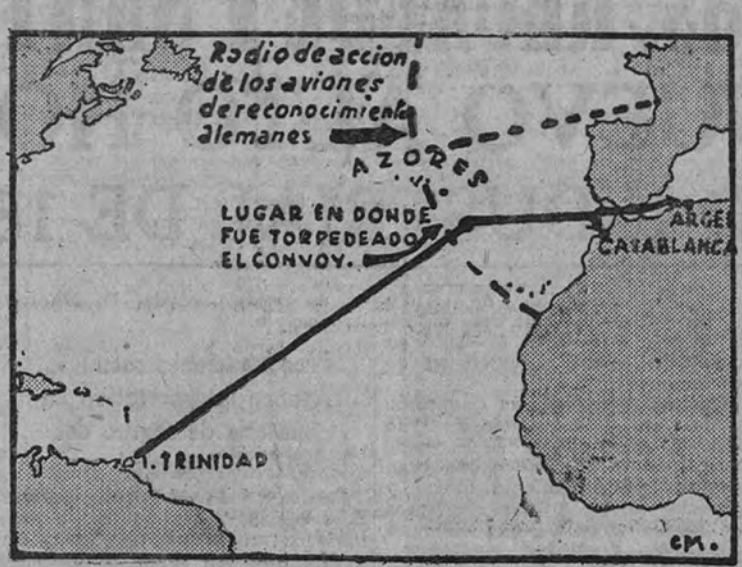 Radio de accion
de los aviones
de reconocimiento
alemanes
AZORES
LUGAR EN DONDE
FUE TORPEDEADO
EL CONVOY.
ARGEL
CASABLANCA
I. TRINIDAD
CM.